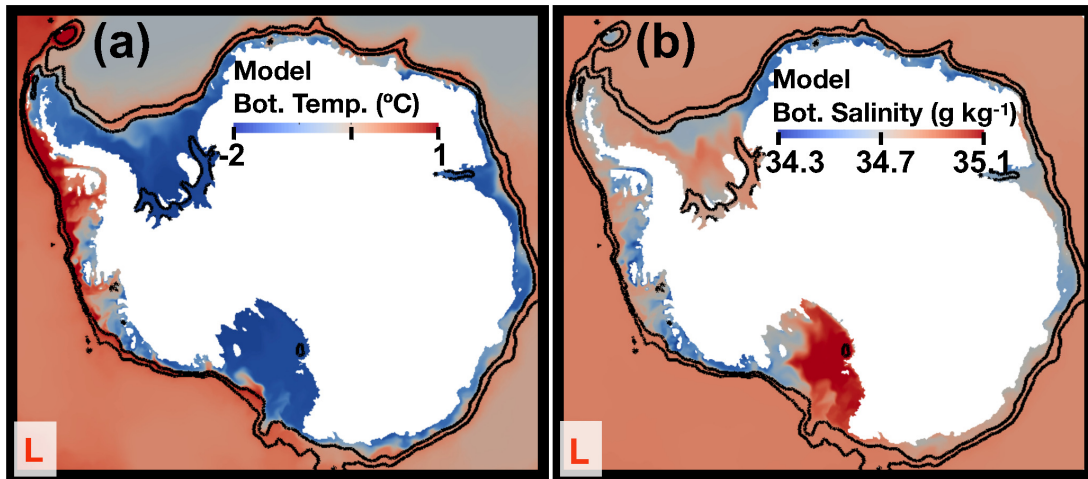 (a)
Model
Bot. Temp. (ºC)
-2
1
L
(b)
Model
Bot. Salinity (g kg-1)
34.3
34.7
35.1
L